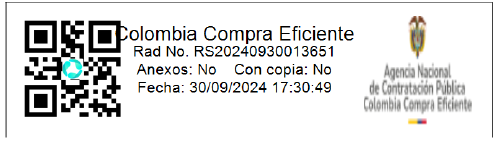 Colombia Compra Eficiente
Rad No. RS20240930013651
Anexos: No Con copia: No
Fecha: 30/09/2024 17:30:49
Agencia Nacional
de Contratación Pública
Colombia Compra Eficiente